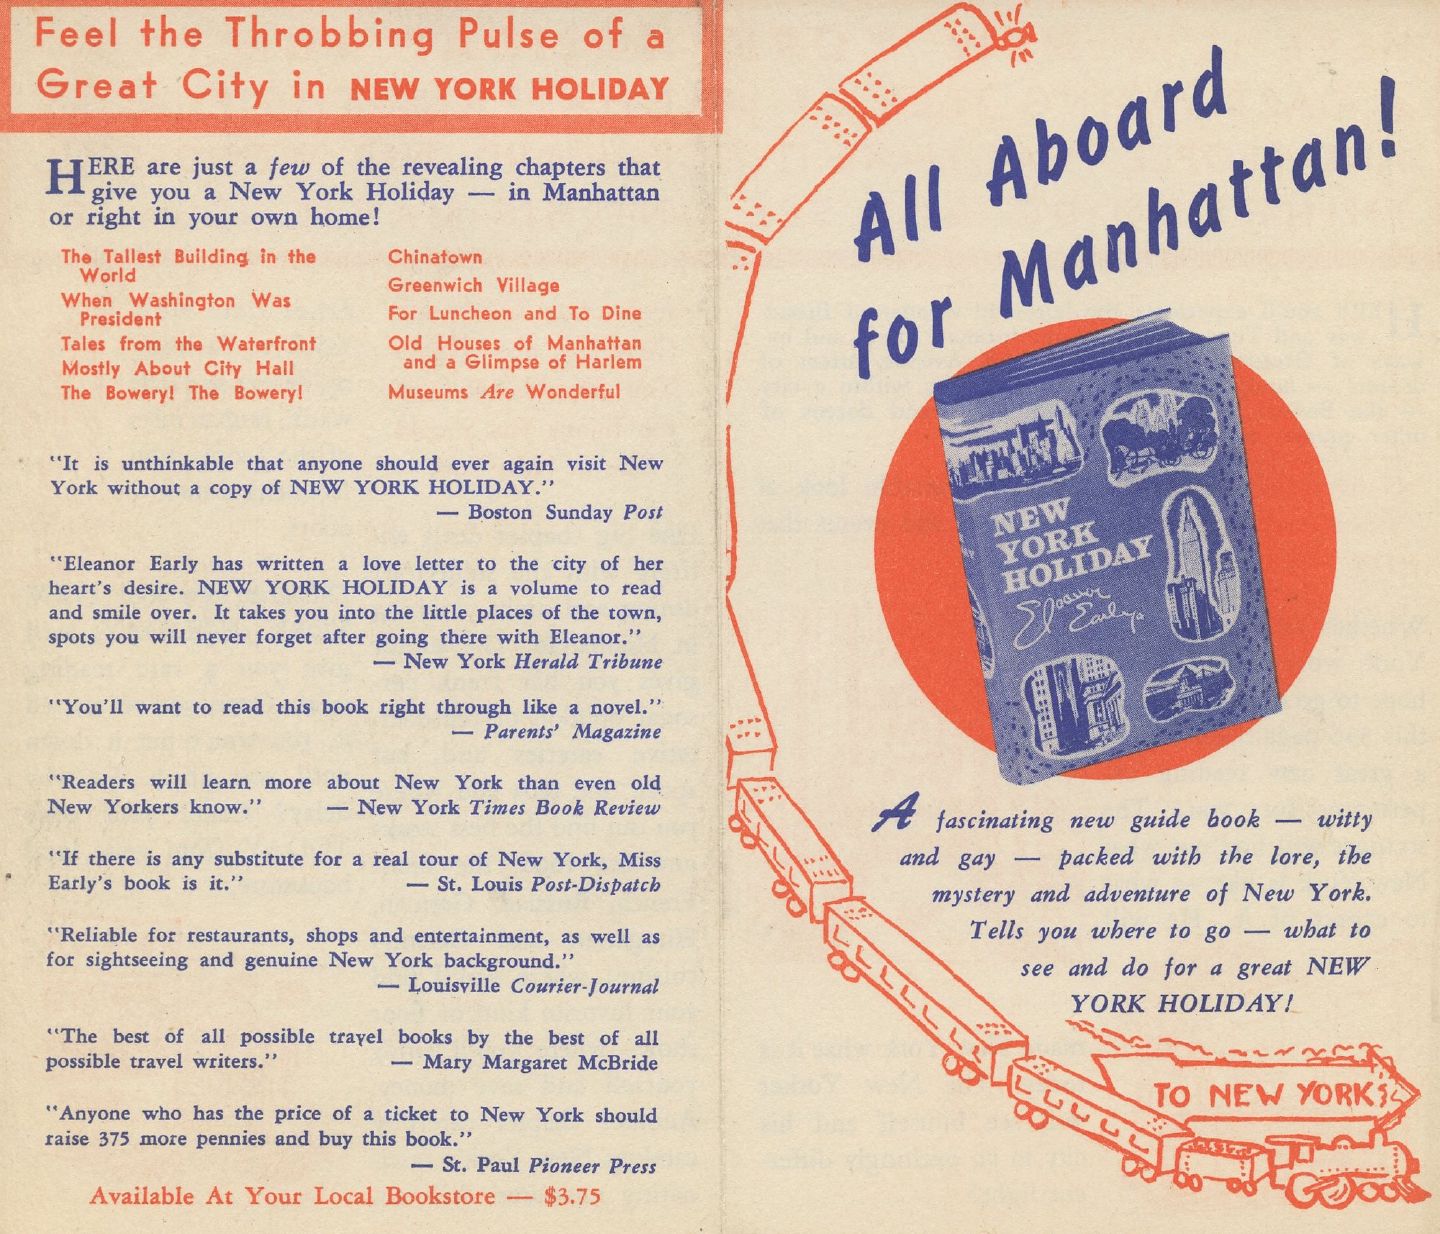 Feel the Throbbing Pulse of a
Great City in NEW YORK HOLIDAY
HERE are just a few of the revealing chapters that
give you a New York Holiday — in Manhattan
or right in your own home!
The Tallest Building in the
World
When Washington Was
President
Tales from the Waterfront
Mostly About City Hall
The Bowery! The Bowery!
Chinatown
Greenwich Village
For Luncheon and To Dine
Old Houses of Manhattan
and a Glimpse of Harlem
Museums Are Wonderful
"It is unthinkable that anyone should ever again visit New
York without a copy of NEW YORK HOLIDAY."
— Boston Sunday Post
"Eleanor Early has written a love letter to the city of her
heart's desire. NEW YORK HOLIDAY is a volume to read
and smile over. It takes you into the little places of the town,
spots you will never forget after going there with Eleanor."
— New York Herald Tribune
"You'll want to read this book right through like a novel."
— Parents' Magazine
"Readers will learn more about New York than even old
New Yorkers know." — New York Times Book Review
"If there is any substitute for a real tour of New York, Miss
Early's book is it." — St. Louis Post-Dispatch
"Reliable for restaurants, shops and entertainment, as well as
for sightseeing and genuine New York background."
— Louisville Courier-Journal
"The best of all possible travel books by the best of all
possible travel writers." — Mary Margaret McBride
"Anyone who has the price of a ticket to New York should
raise 375 more pennies and buy this book."
— St. Paul Pioneer Press
Available At Your Local Bookstore — $3.75
All Aboard
for Manhattan!
NEW
YORK
HOLIDAY
Eleanor
Early
A fascinating new guide book — witty
and gay — packed with the lore, the
mystery and adventure of New York.
Tells you where to go — what to
see and do for a great NEW
YORK HOLIDAY!
TO NEW YORK